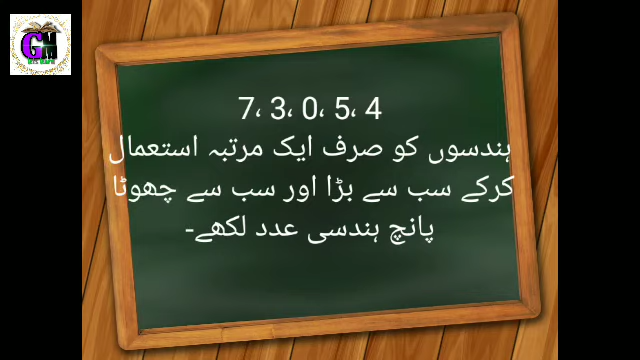 7، 3، 0، 5، 4
ہندسوں کو صرف ایک مرتبہ استعمال
کرکے سب سے بڑا اور سب سے چھوٹا
پانچ ہندسی عدد لکھے۔